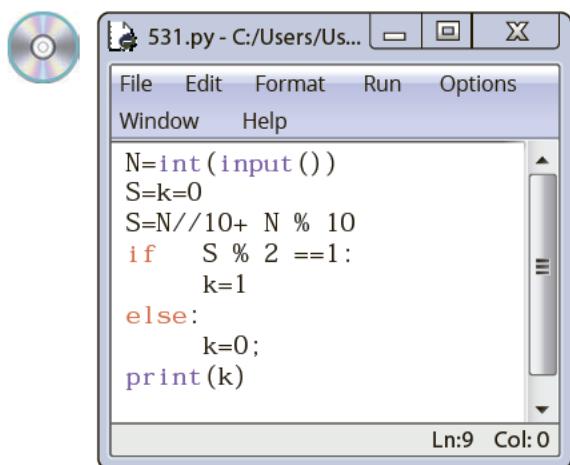 531.py - C:/Users/Us...
File Edit Format Run Options
Window Help
N=int(input())
S=k=0
S=N//10+ N % 10
if S % 2 ==1:
k=1
else:
k=0;
print(k)
Ln:9 Col: 0